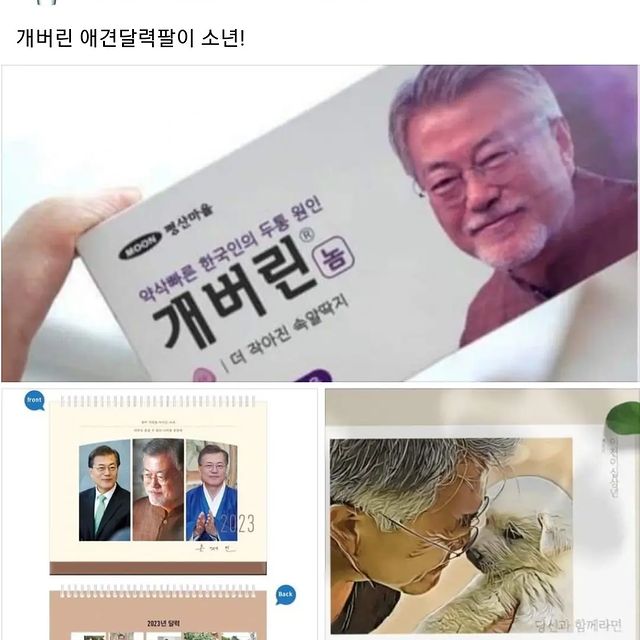 개버린 애견달력팔이 소년!
MOON 평산마을
약삭빠른 한국인의 두통 원인
개버린® 놈
| 더 작아진 속알딱지
front
2023
Back
2023년 달력
당신과 함께라면